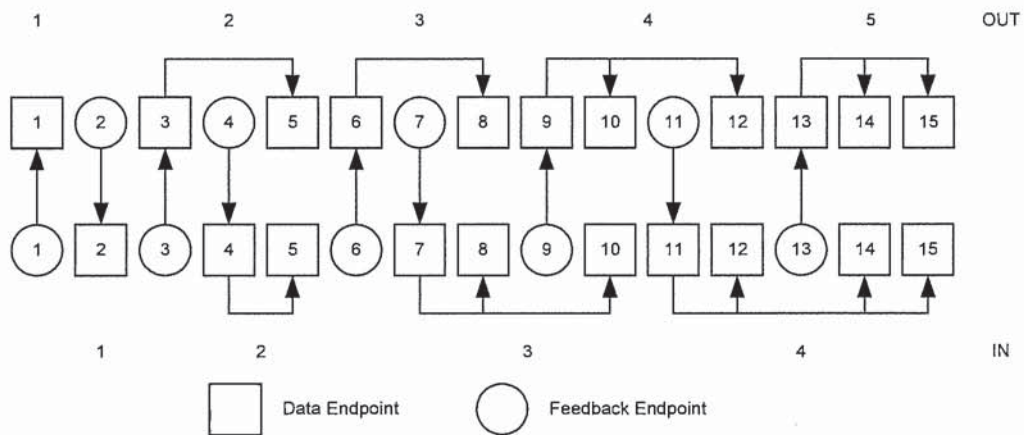 1 2 3 4 5 OUT
1 2 3 4 5 6 7 8 9 10 11 12 13 14 15
1 2 3 4 5 6 7 8 9 10 11 12 13 14 15
1 2 3 4 IN
Data Endpoint Feedback Endpoint